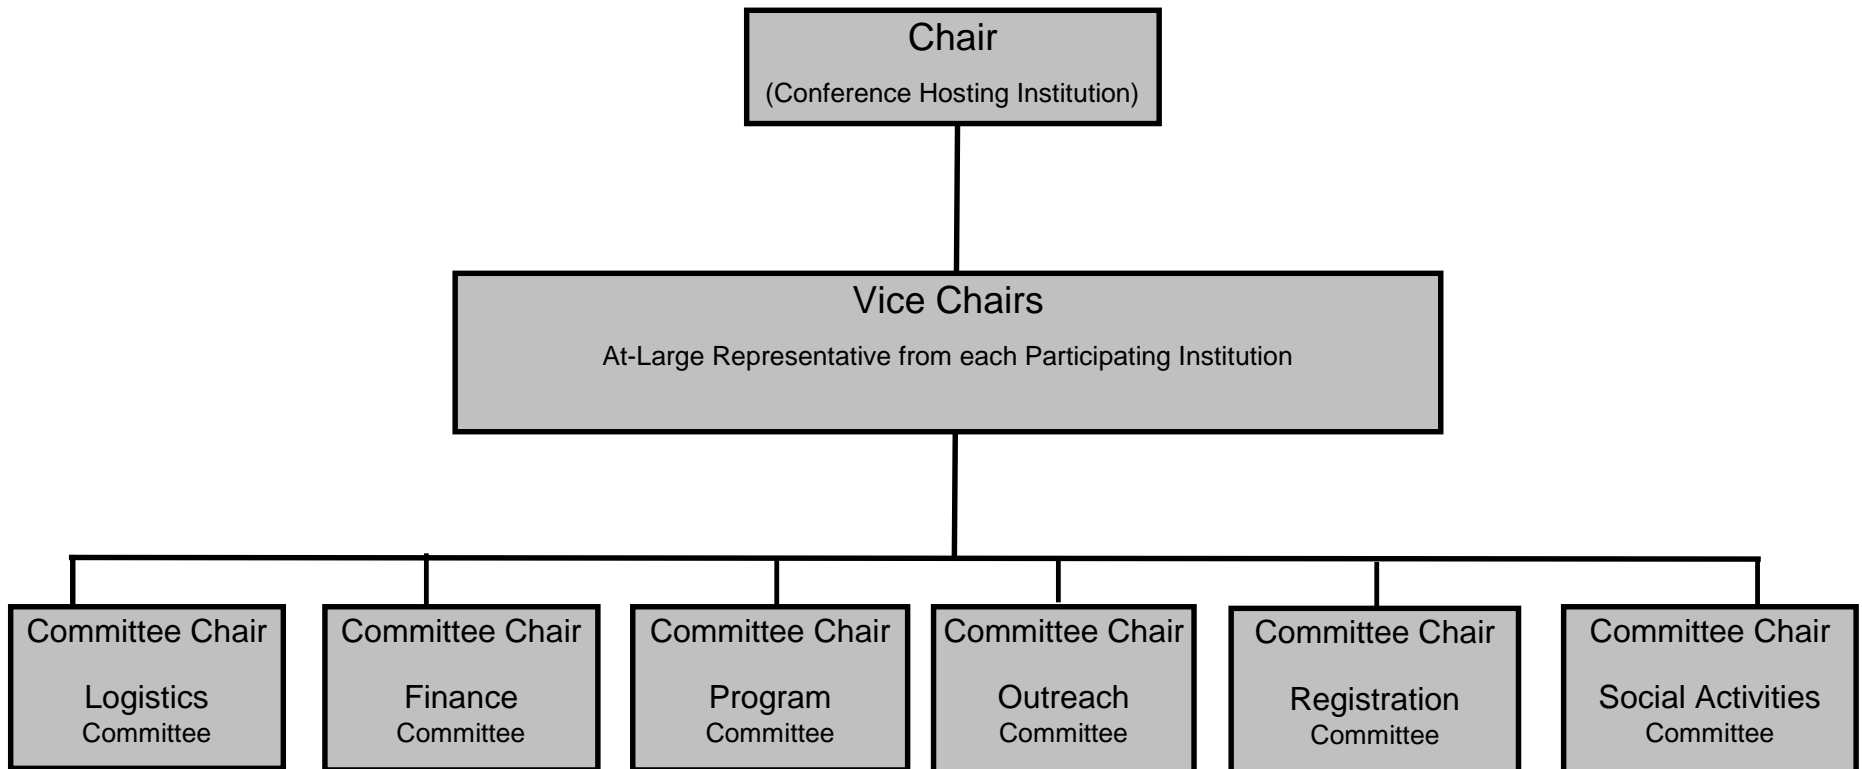 Chair
(Conference Hosting Institution)
Vice Chairs
At-Large Representative from each Participating Institution
Committee Chair
Logistics
Committee
Committee Chair
Finance
Committee
Committee Chair
Program
Committee
Committee Chair
Outreach
Committee
Committee Chair
Registration
Committee
Committee Chair
Social Activities
Committee